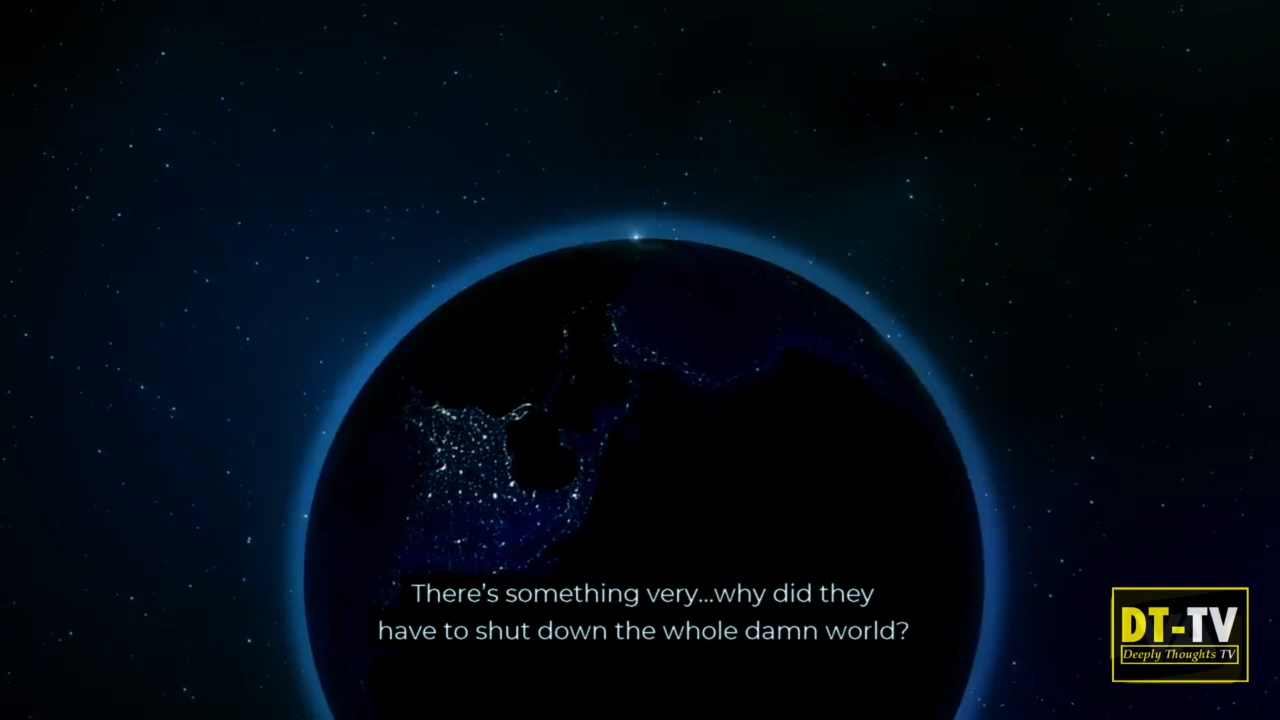 There's something very...why did they
have to shut down the whole damn world?
DT-TV
Deeply Thoughts TV